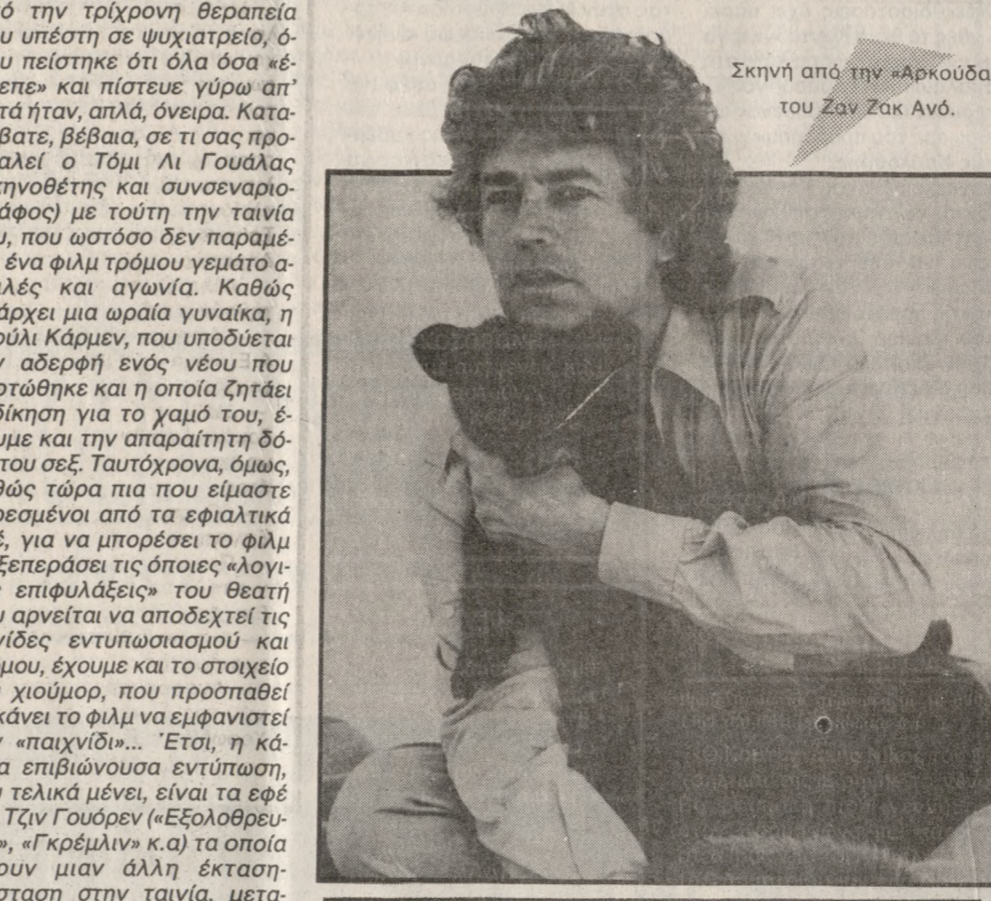 ό την τρίχρονη θεραπεία
υ υπέστη σε ψυχιατρείο, ό-
υ πείστηκε ότι όλα όσα «έ-
επε» και πίστευε γύρω απ'
τά ήταν, απλά, όνειρα. Κατα-
βατε, βέβαια, σε τι σας προ-
αλεί ο Τόμι Λι Γουάλας
κηνοθέτης και συνσεναριο-
άφος) με τούτη την ταινία
υ, που ωστόσο δεν παραμέ-
ένα φιλμ τρόμου γεμάτο α-
λές και αγωνία. Καθώς
άρχει μια ωραία γυναίκα, η
ούλι Κάρμεν, που υποδύεται
ν αδερφή ενός νέου που
οτώθηκε και η οποία ζητάει
δίκηση για το χαμό του, έ-
υμε και την απαραίτητη δό-
του σεξ. Ταυτόχρονα, όμως,
θώς τώρα πια που είμαστε
ρεσμένοι από τα εφιαλτικά
έ, για να μπορέσει το φιλμ
ξεπεράσει τις όποιες «λογι-
ς επιφυλάξεις» του θεατή
υ αρνείται να αποδεχτεί τις
νίδες εντυπωσιασμού και
όμου, έχουμε και το στοιχείο
υ χιούμορ, που προσπαθεί
κάνει το φιλμ να εμφανιστεί
ν «παιχνίδι»... Έτσι, η κά-
α επιβιώνουσα εντύπωση,
υ τελικά μένει, είναι τα εφέ
Τζιν Γουόρεν («Εξολοθρευ-
», «Γκρέμλιν» κ.α) τα οποία
ουν μιαν άλλη έκταση-
σταση στην ταινία, μετα-
Σκηνή από την «Αρκούδα
του Ζαν Ζακ Ανό.